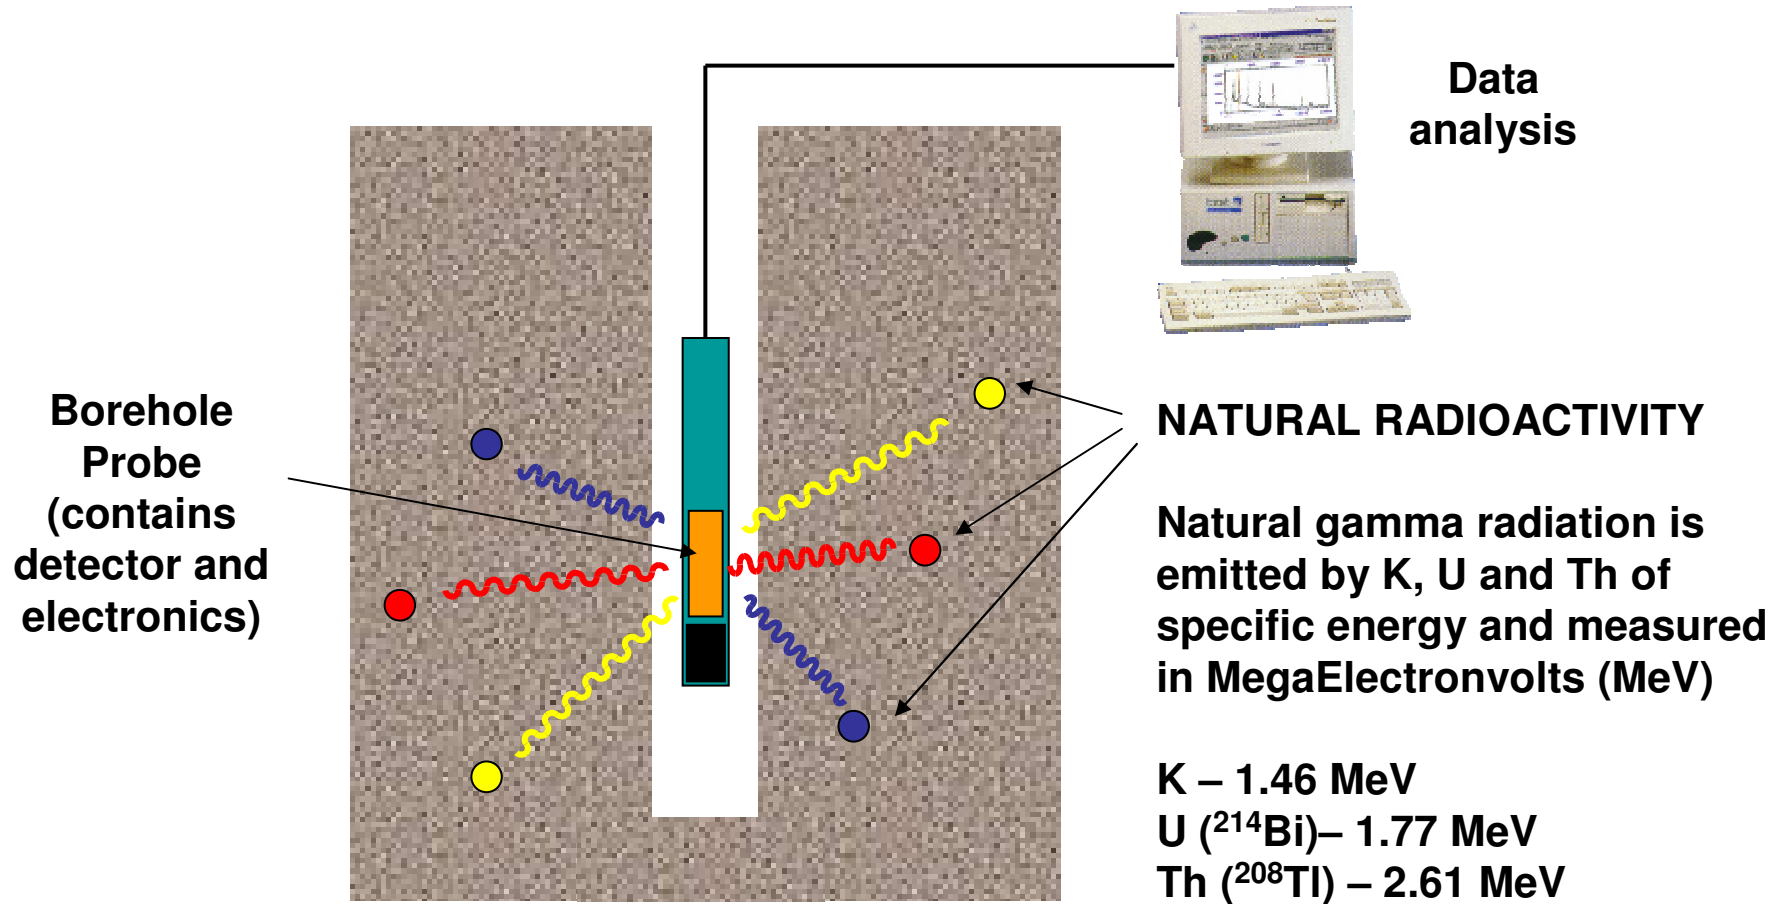 Data
analysis
Borehole
Probe
(contains
detector and
electronics)
NATURAL RADIOACTIVITY
Natural gamma radiation is
emitted by K, U and Th of
specific energy and measured
in MegaElectronvolts (MeV)
K – 1.46 MeV
U (²¹⁴Bi)– 1.77 MeV
Th (²⁰⁸Tl) – 2.61 MeV